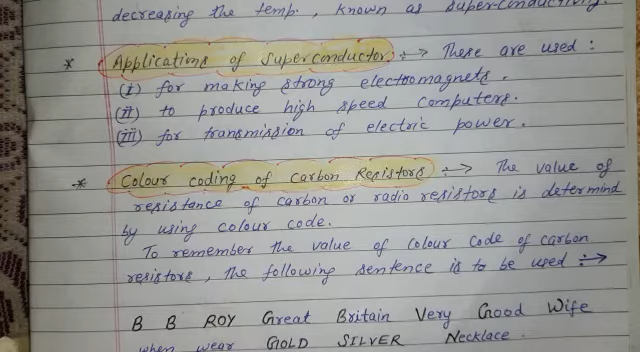 decreasing the temp., known as super-conductivity.
* Applications of Superconductor :-> These are used :
(i) for making strong electromagnets.
(ii) to produce high speed computers.
(iii) for transmission of electric power.
* Colour coding of Carbon Resistors :-> The value of
resistance of carbon or radio resistors is determind
by using colour code.
To remember the value of colour code of carbon
resistors, the following sentence is to be used :->
B B ROY Great Britain Very Good Wife
when wear GOLD SILVER Necklace.